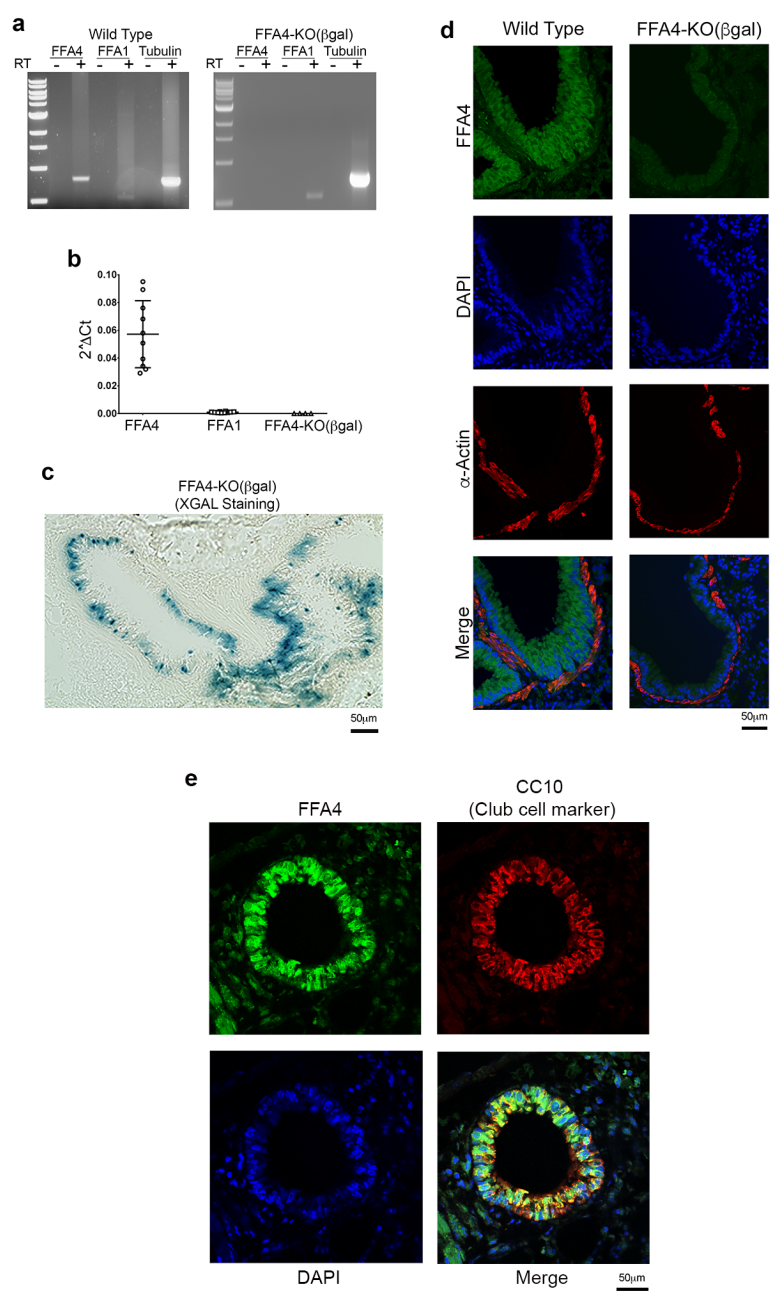 a
Wild Type
FFA4 FFA1 Tubulin
RT - + - + - +
FFA4-KO(βgal)
FFA4 FFA1 Tubulin
RT - + - + - +
b
2^ΔCt
0.10
0.08
0.06
0.04
0.02
0.00
FFA4 FFA1 FFA4-KO(βgal)
c
FFA4-KO(βgal)
(XGAL Staining)
50μm
d
Wild Type FFA4-KO(βgal)
FFA4
DAPI
α-Actin
Merge
50μm
e
FFA4
CC10
(Club cell marker)
DAPI
Merge
50μm